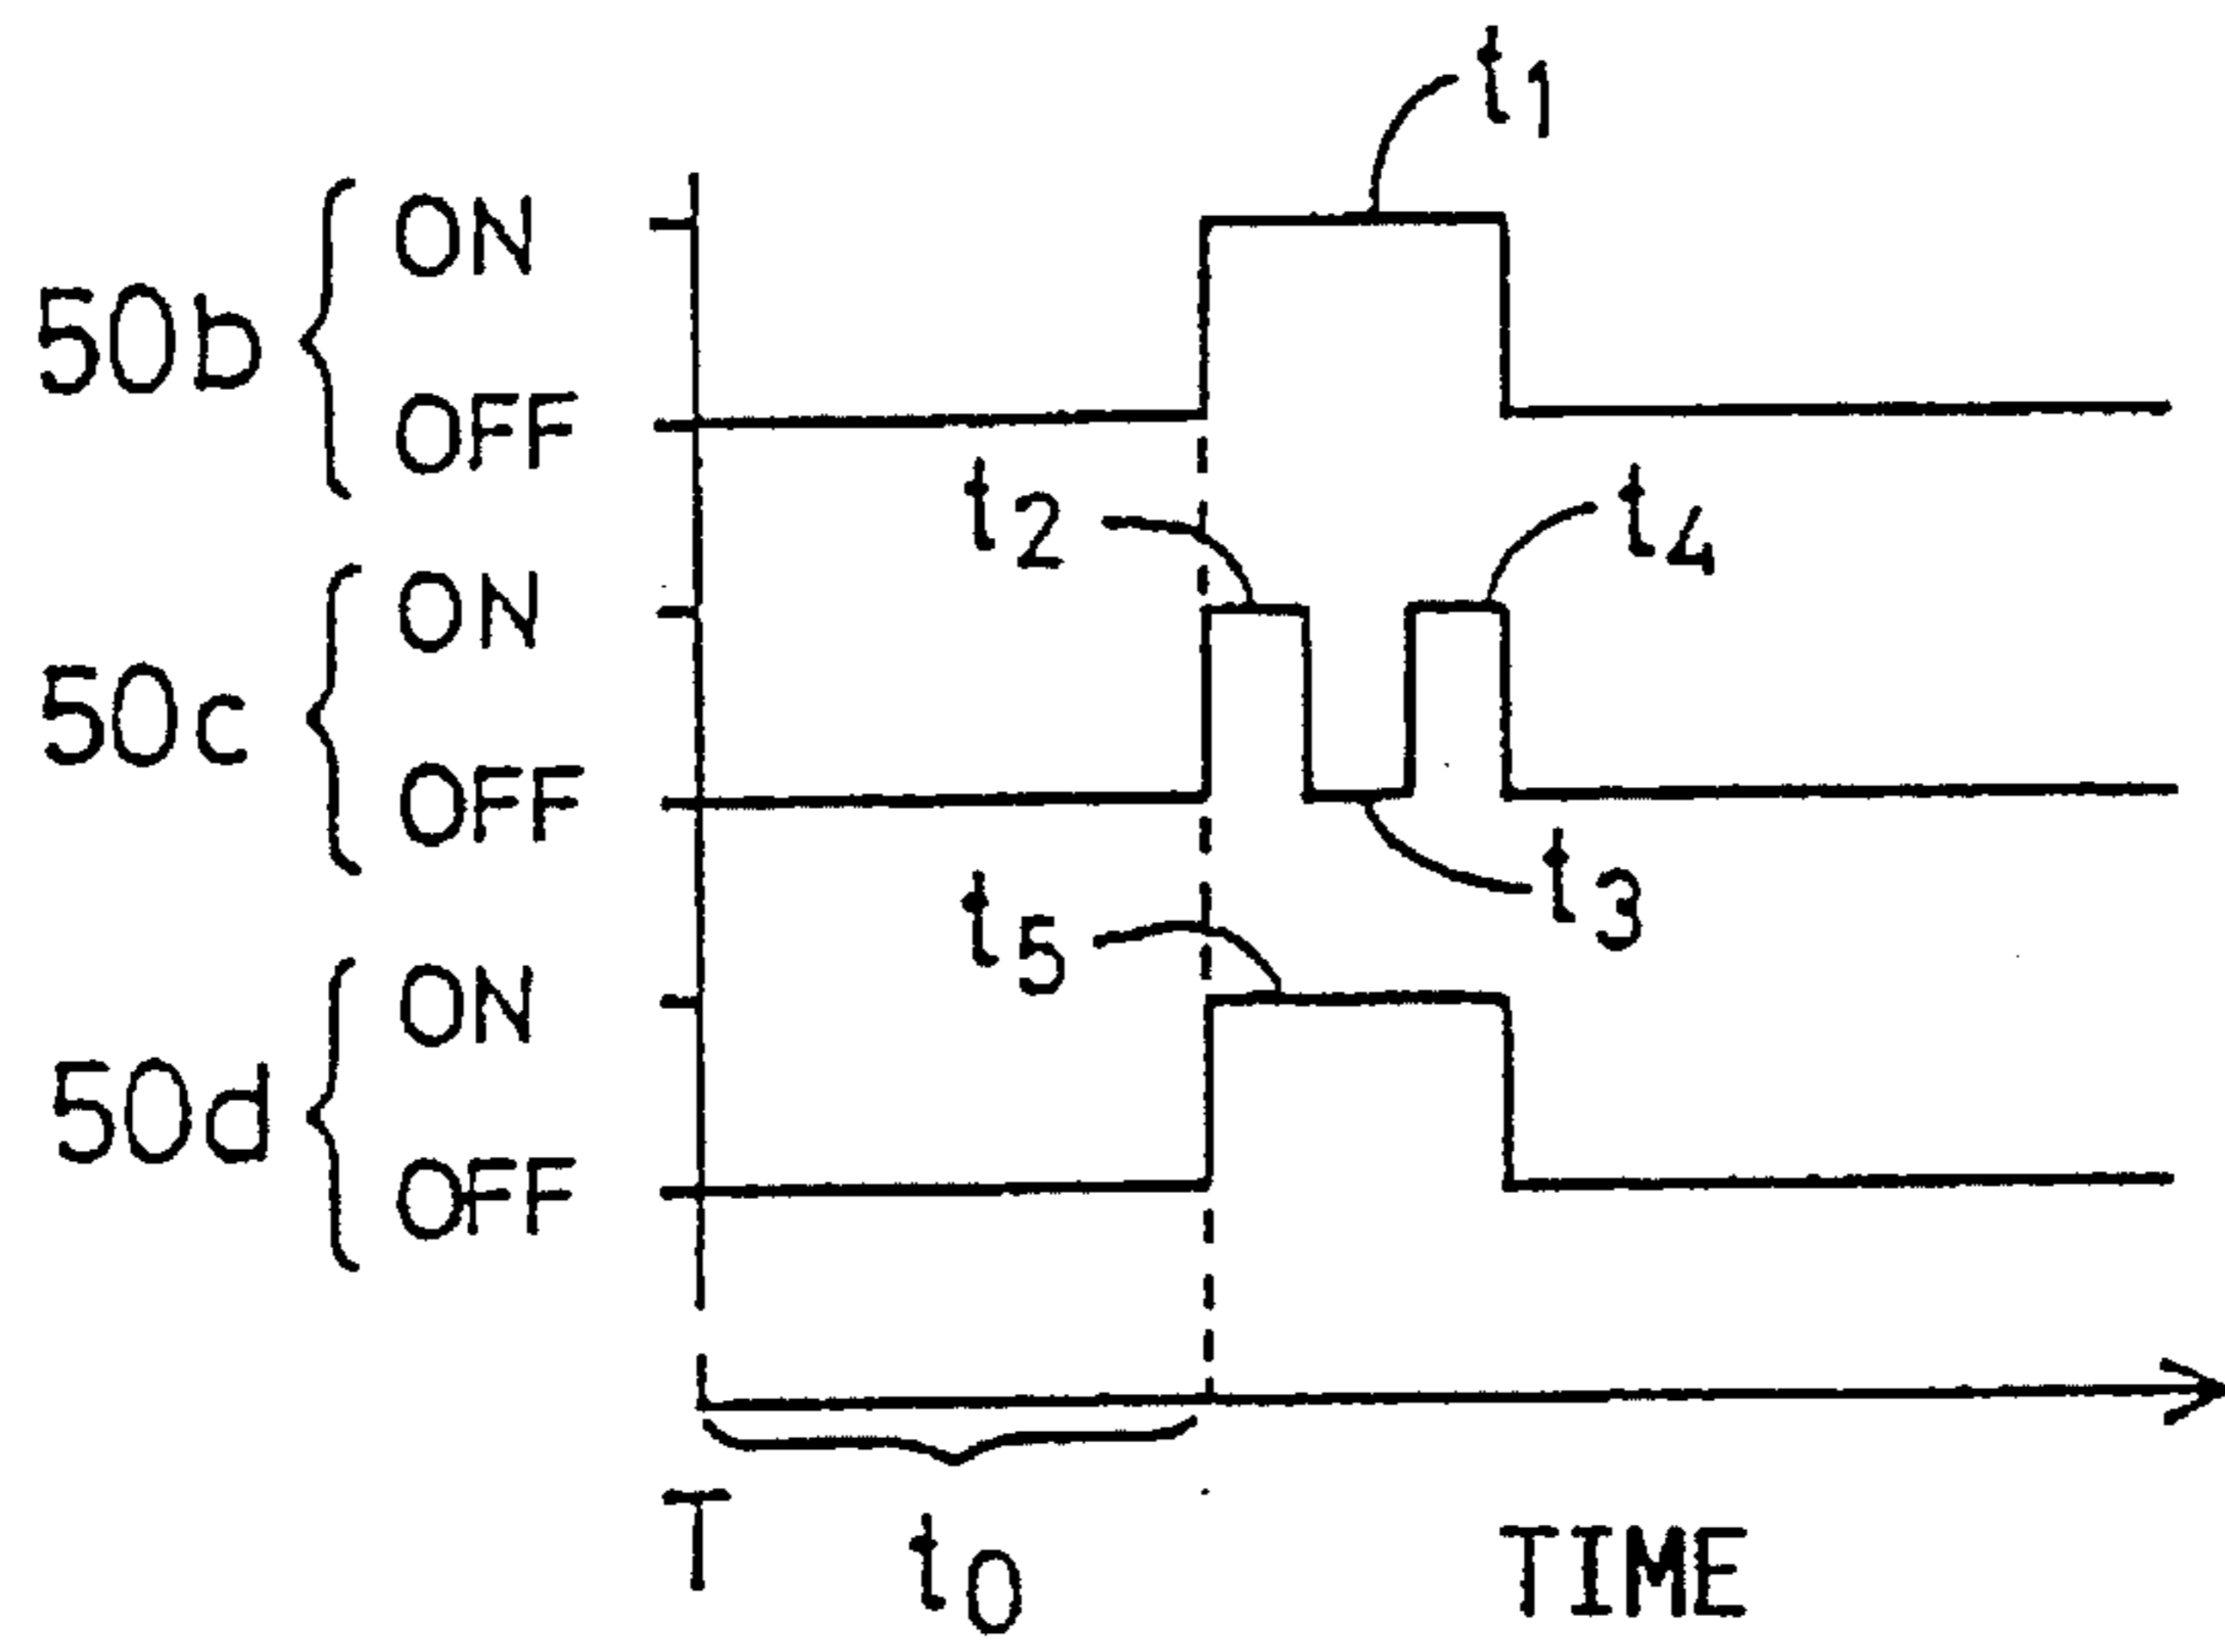 t1
50b { ON
OFF
t2
t4
50c { ON
OFF
t3
t5
50d { ON
OFF
T
t0
TIME